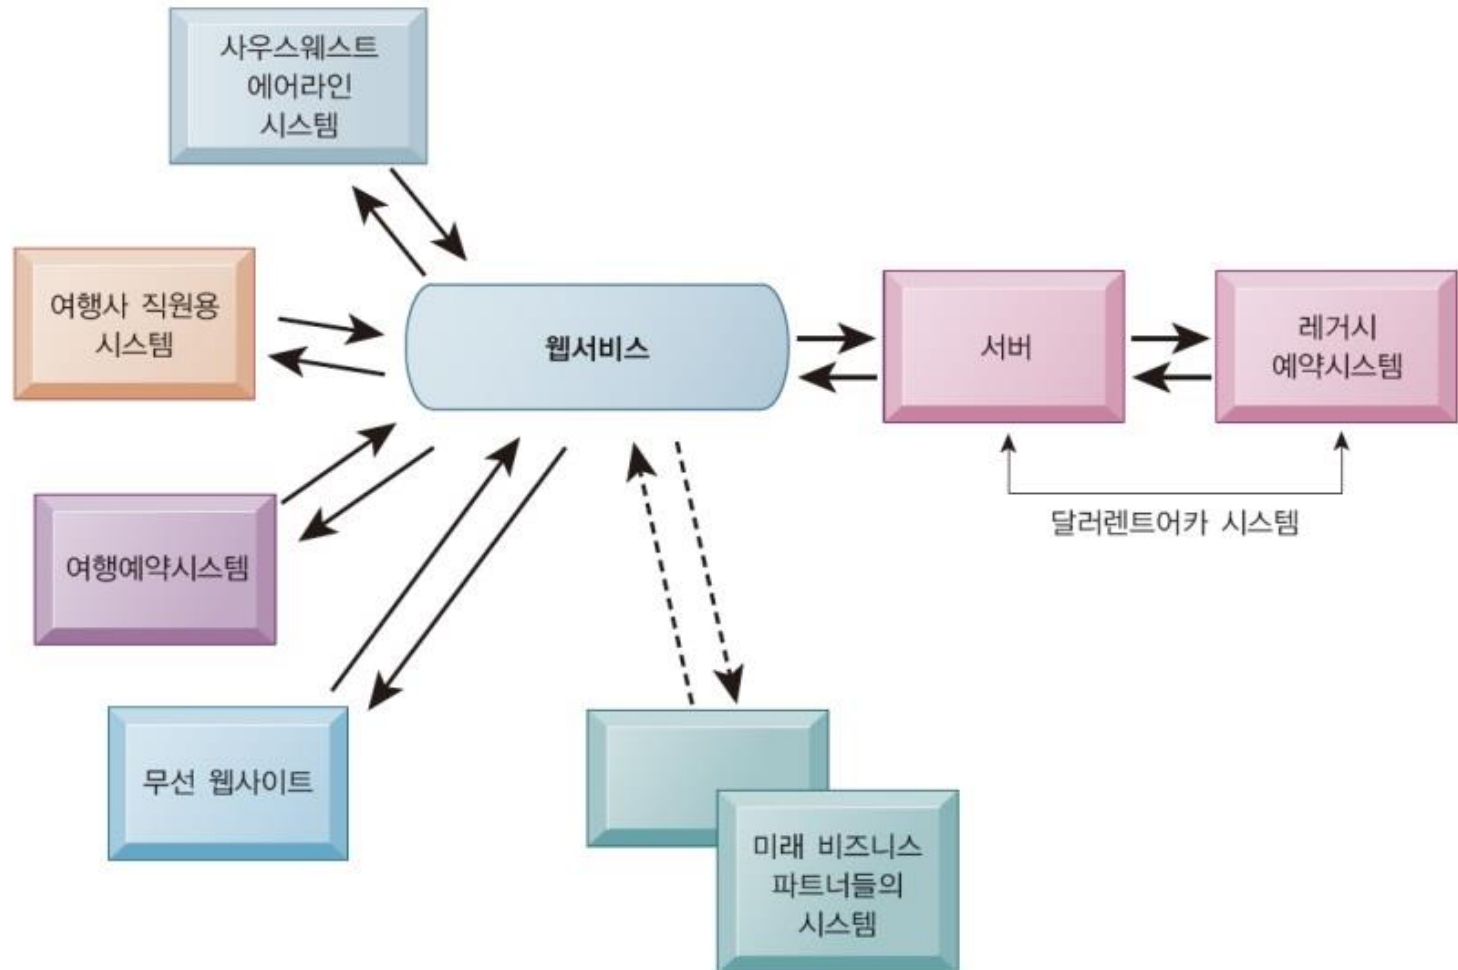 사우스웨스트
에어라인
시스템
여행사 직원용
시스템
웹서비스
서버
레거시
예약시스템
달러렌트어카 시스템
여행예약시스템
무선 웹사이트
미래 비즈니스
파트너들의
시스템